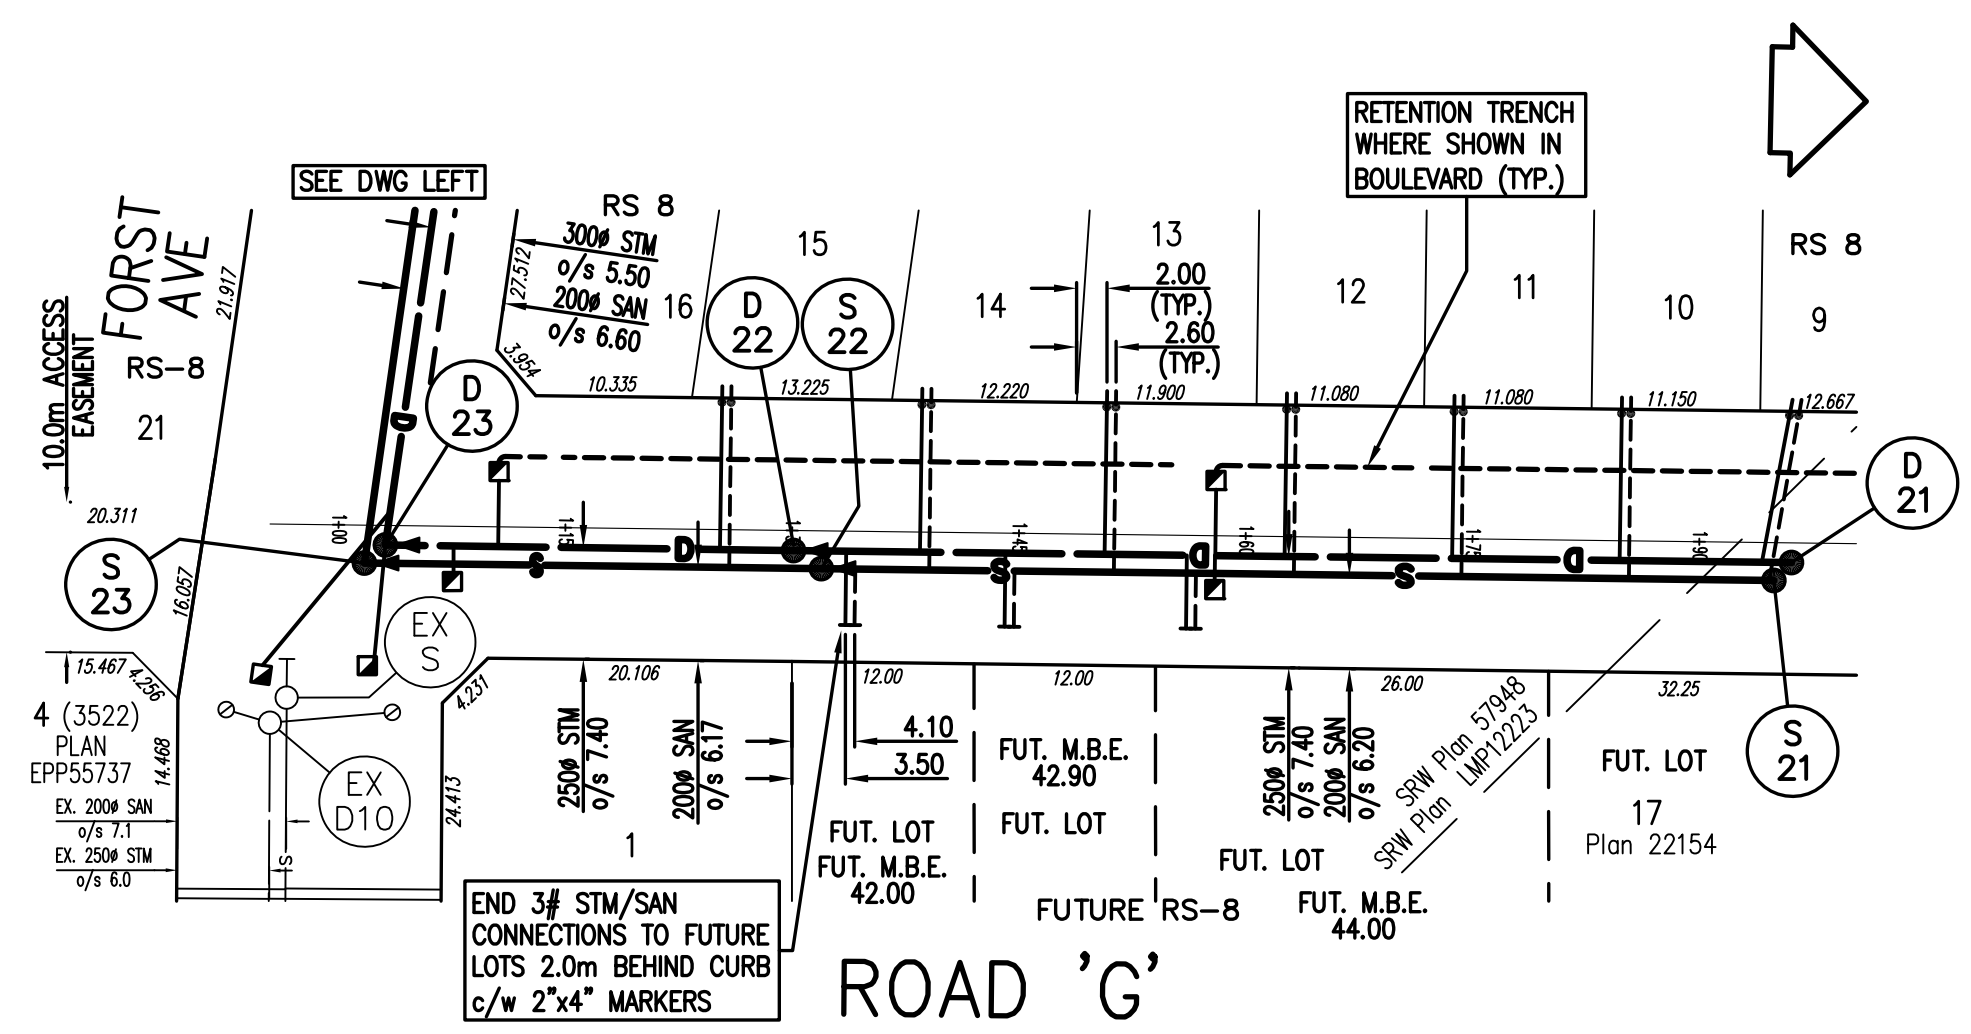 SEE DWG LEFT
RETENTION TRENCH
WHERE SHOWN IN
BOULEVARD (TYP.)
FORST
AVE
RS-8
21
21.917
10.0m ACCESS
EASEMENT
20.311
RS 8
300ø STM
o/s 5.50
200ø SAN
o/s 6.60
27.512
3.954
16
15
14
13
12
11
10
9
RS 8
D
22
S
22
D
23
2.00
(TYP.)
2.60
(TYP.)
10.335
13.225
12.220
11.900
11.080
11.080
11.150
12.667
D
D
21
1+00
1+15
1+45
1+60
1+75
1+90
D
D
D
S
S
S
S
23
16.057
EX
S
15.467
4.256
4 (3522)
PLAN
EPP55737
14.468
EX. 200ø SAN
o/s 7.1
EX. 250ø STM
o/s 6.0
S
EX
D10
4.231
24.413
20.106
12.00
12.00
26.00
32.25
250ø STM
o/s 7.40
200ø SAN
o/s 6.17
4.10
3.50
1
FUT. LOT
FUT. M.B.E.
42.00
FUT. M.B.E.
42.90
FUT. LOT
250ø STM
o/s 7.40
200ø SAN
o/s 6.20
FUT. LOT
FUT. M.B.E.
44.00
SRW Plan 57948
SRW Plan LMP12223
FUT. LOT
17
Plan 22154
S
21
FUTURE RS-8
END 3# STM/SAN
CONNECTIONS TO FUTURE
LOTS 2.0m BEHIND CURB
c/w 2"x4" MARKERS
ROAD 'G'